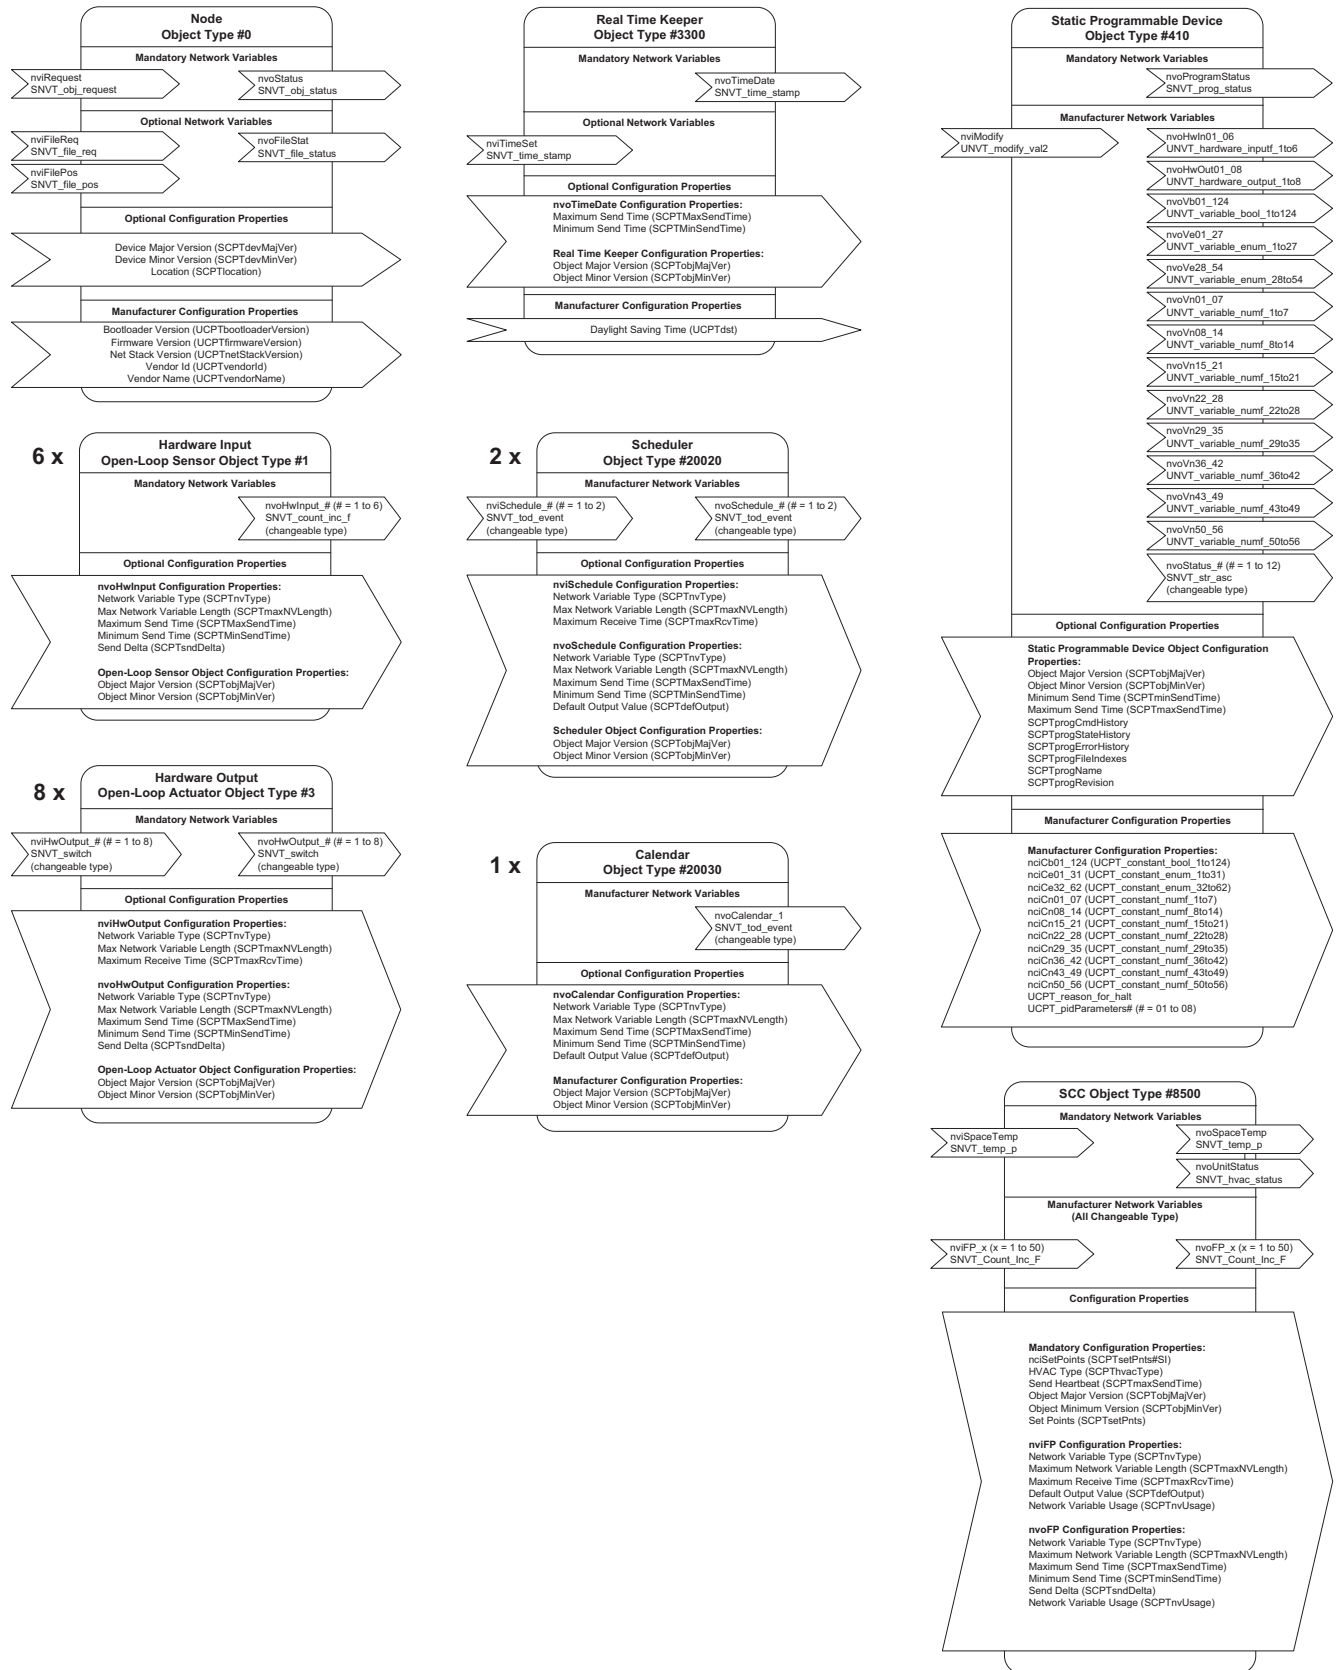 Node
Object Type #0
Mandatory Network Variables
nviRequest
SNVT_obj_request
nvoStatus
SNVT_obj_status
Optional Network Variables
nviFileReq
SNVT_file_req
nvoFileStat
SNVT_file_status
nviFilePos
SNVT_file_pos
Optional Configuration Properties
Device Major Version (SCPTdevMajVer)
Device Minor Version (SCPTdevMinVer)
Location (SCPTlocation)
Manufacturer Configuration Properties
Bootloader Version (UCPTbootloaderVersion)
Firmware Version (UCPTfirmwareVersion)
Net Stack Version (UCPTnetStackVersion)
Vendor Id (UCPTvendorId)
Vendor Name (UCPTvendorName)
6 x
Hardware Input
Open-Loop Sensor Object Type #1
Mandatory Network Variables
nvoHwInput_# (# = 1 to 6)
SNVT_count_inc_f
(changeable type)
Optional Configuration Properties
nvoHwInput Configuration Properties:
Network Variable Type (SCPTnvType)
Max Network Variable Length (SCPTmaxNVLength)
Maximum Send Time (SCPTMaxSendTime)
Minimum Send Time (SCPTMinSendTime)
Send Delta (SCPTsndDelta)
Open-Loop Sensor Object Configuration Properties:
Object Major Version (SCPTobjMajVer)
Object Minor Version (SCPTobjMinVer)
8 x
Hardware Output
Open-Loop Actuator Object Type #3
Mandatory Network Variables
nviHwOutput_# (# = 1 to 8)
SNVT_switch
(changeable type)
nvoHwOutput_# (# = 1 to 8)
SNVT_switch
(changeable type)
Optional Configuration Properties
nviHwOutput Configuration Properties:
Network Variable Type (SCPTnvType)
Max Network Variable Length (SCPTmaxNVLength)
Maximum Receive Time (SCPTmaxRcvTime)
nvoHwOutput Configuration Properties:
Network Variable Type (SCPTnvType)
Max Network Variable Length (SCPTmaxNVLength)
Maximum Send Time (SCPTMaxSendTime)
Minimum Send Time (SCPTMinSendTime)
Send Delta (SCPTsndDelta)
Open-Loop Actuator Object Configuration Properties:
Object Major Version (SCPTobjMajVer)
Object Minor Version (SCPTobjMinVer)
Real Time Keeper
Object Type #3300
Mandatory Network Variables
nvoTimeDate
SNVT_time_stamp
Optional Network Variables
nviTimeSet
SNVT_time_stamp
Optional Configuration Properties
nvoTimeDate Configuration Properties:
Maximum Send Time (SCPTMaxSendTime)
Minimum Send Time (SCPTMinSendTime)
Real Time Keeper Configuration Properties:
Object Major Version (SCPTobjMajVer)
Object Minor Version (SCPTobjMinVer)
Manufacturer Configuration Properties
Daylight Saving Time (UCPTdst)
2 x
Scheduler
Object Type #20020
Manufacturer Network Variables
nviSchedule_# (# = 1 to 2)
SNVT_tod_event
(changeable type)
nvoSchedule_# (# = 1 to 2)
SNVT_tod_event
(changeable type)
Optional Configuration Properties
nviSchedule Configuration Properties:
Network Variable Type (SCPTnvType)
Max Network Variable Length (SCPTmaxNVLength)
Maximum Receive Time (SCPTmaxRcvTime)
nvoSchedule Configuration Properties:
Network Variable Type (SCPTnvType)
Max Network Variable Length (SCPTmaxNVLength)
Maximum Send Time (SCPTMaxSendTime)
Minimum Send Time (SCPTMinSendTime)
Default Output Value (SCPTdefOutput)
Scheduler Object Configuration Properties:
Object Major Version (SCPTobjMajVer)
Object Minor Version (SCPTobjMinVer)
1 x
Calendar
Object Type #20030
Manufacturer Network Variables
nvoCalendar_1
SNVT_tod_event
(changeable type)
Optional Configuration Properties
nvoCalendar Configuration Properties:
Network Variable Type (SCPTnvType)
Max Network Variable Length (SCPTmaxNVLength)
Maximum Send Time (SCPTMaxSendTime)
Minimum Send Time (SCPTMinSendTime)
Default Output Value (SCPTdefOutput)
Manufacturer Configuration Properties:
Object Major Version (SCPTobjMajVer)
Object Minor Version (SCPTobjMinVer)
Static Programmable Device
Object Type #410
Mandatory Network Variables
nvoProgramStatus
SNVT_prog_status
Manufacturer Network Variables
nviModify
UNVT_modify_val2
nvoHwIn01_06
UNVT_hardware_inputf_1to6
nvoHwOut01_08
UNVT_hardware_output_1to8
nvoVb01_124
UNVT_variable_bool_1to124
nvoVe01_27
UNVT_variable_enum_1to27
nvoVe28_54
UNVT_variable_enum_28to54
nvoVn01_07
UNVT_variable_numf_1to7
nvoVn08_14
UNVT_variable_numf_8to14
nvoVn15_21
UNVT_variable_numf_15to21
nvoVn22_28
UNVT_variable_numf_22to28
nvoVn29_35
UNVT_variable_numf_29to35
nvoVn36_42
UNVT_variable_numf_36to42
nvoVn43_49
UNVT_variable_numf_43to49
nvoVn50_56
UNVT_variable_numf_50to56
nvoStatus_# (# = 1 to 12)
SNVT_str_asc
(changeable type)
Optional Configuration Properties
Static Programmable Device Object Configuration
Properties:
Object Major Version (SCPTobjMajVer)
Object Minor Version (SCPTobjMinVer)
Minimum Send Time (SCPTminSendTime)
Maximum Send Time (SCPTmaxSendTime)
SCPTprogCmdHistory
SCPTprogStateHistory
SCPTprogErrorHistory
SCPTprogFileIndexes
SCPTprogName
SCPTprogRevision
Manufacturer Configuration Properties
Manufacturer Configuration Properties:
nciCb01_124 (UCPT_constant_bool_1to124)
nciCe01_31 (UCPT_constant_enum_1to31)
nciCe32_62 (UCPT_constant_enum_32to62)
nciCn01_07 (UCPT_constant_numf_1to7)
nciCn08_14 (UCPT_constant_numf_8to14)
nciCn15_21 (UCPT_constant_numf_15to21)
nciCn22_28 (UCPT_constant_numf_22to28)
nciCn29_35 (UCPT_constant_numf_29to35)
nciCn36_42 (UCPT_constant_numf_36to42)
nciCn43_49 (UCPT_constant_numf_43to49)
nciCn50_56 (UCPT_constant_numf_50to56)
UCPT_reason_for_halt
UCPT_pidParameters# (# = 01 to 08)
SCC Object Type #8500
Mandatory Network Variables
nviSpaceTemp
SNVT_temp_p
nvoSpaceTemp
SNVT_temp_p
nvoUnitStatus
SNVT_hvac_status
Manufacturer Network Variables
(All Changeable Type)
nviFP_x (x = 1 to 50)
SNVT_Count_Inc_F
nvoFP_x (x = 1 to 50)
SNVT_Count_Inc_F
Configuration Properties
Mandatory Configuration Properties:
nciSetPoints (SCPTsetPnts#SI)
HVAC Type (SCPThvacType)
Send Heartbeat (SCPTmaxSendTime)
Object Major Version (SCPTobjMajVer)
Object Minimum Version (SCPTobjMinVer)
Set Points (SCPTsetPnts)
nviFP Configuration Properties:
Network Variable Type (SCPTnvType)
Maximum Network Variable Length (SCPTmaxNVLength)
Maximum Receive Time (SCPTmaxRcvTime)
Default Output Value (SCPTdefOutput)
Network Variable Usage (SCPTnvUsage)
nvoFP Configuration Properties:
Network Variable Type (SCPTnvType)
Maximum Network Variable Length (SCPTmaxNVLength)
Maximum Send Time (SCPTmaxSendTime)
Minimum Send Time (SCPTminSendTime)
Send Delta (SCPTsndDelta)
Network Variable Usage (SCPTnvUsage)